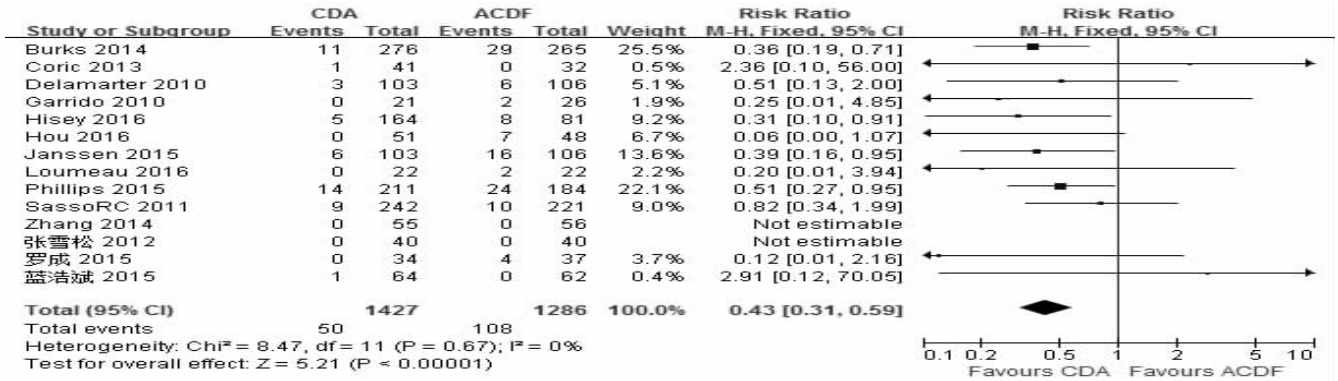 CDA ACDF Risk Ratio Risk Ratio
Study or Subgroup Events Total Events Total Weight M-H, Fixed, 95% CI M-H, Fixed, 95% CI
Burks 2014 11 276 29 265 25.5% 0.36 [0.19, 0.71]
Coric 2013 1 41 0 32 0.5% 2.36 [0.10, 56.00]
Delamarter 2010 3 103 6 106 5.1% 0.51 [0.13, 2.00]
Garrido 2010 0 21 2 26 1.9% 0.25 [0.01, 4.85]
Hisey 2016 5 164 8 81 9.2% 0.31 [0.10, 0.91]
Hou 2016 0 51 7 48 6.7% 0.06 [0.00, 1.07]
Janssen 2015 6 103 16 106 13.6% 0.39 [0.16, 0.95]
Loumeau 2016 0 22 2 22 2.2% 0.20 [0.01, 3.94]
Phillips 2015 14 211 24 184 22.1% 0.51 [0.27, 0.95]
SassoRC 2011 9 242 10 221 9.0% 0.82 [0.34, 1.99]
Zhang 2014 0 55 0 56 Not estimable
张雪松 2012 0 40 0 40 Not estimable
罗成 2015 0 34 4 37 3.7% 0.12 [0.01, 2.16]
蓝浩斌 2015 1 64 0 62 0.4% 2.91 [0.12, 70.05]
Total (95% CI) 1427 1286 100.0% 0.43 [0.31, 0.59]
Total events 50 108
Heterogeneity: Chi² = 8.47, df = 11 (P = 0.67); I² = 0%
Test for overall effect: Z = 5.21 (P < 0.00001)
0.1 0.2 0.5 1 2 5 10
Favours CDA Favours ACDF